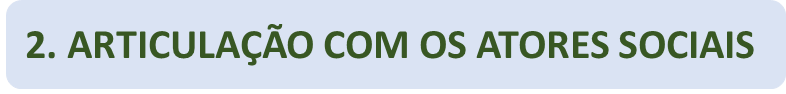 2. ARTICULAÇÃO COM OS ATORES SOCIAIS